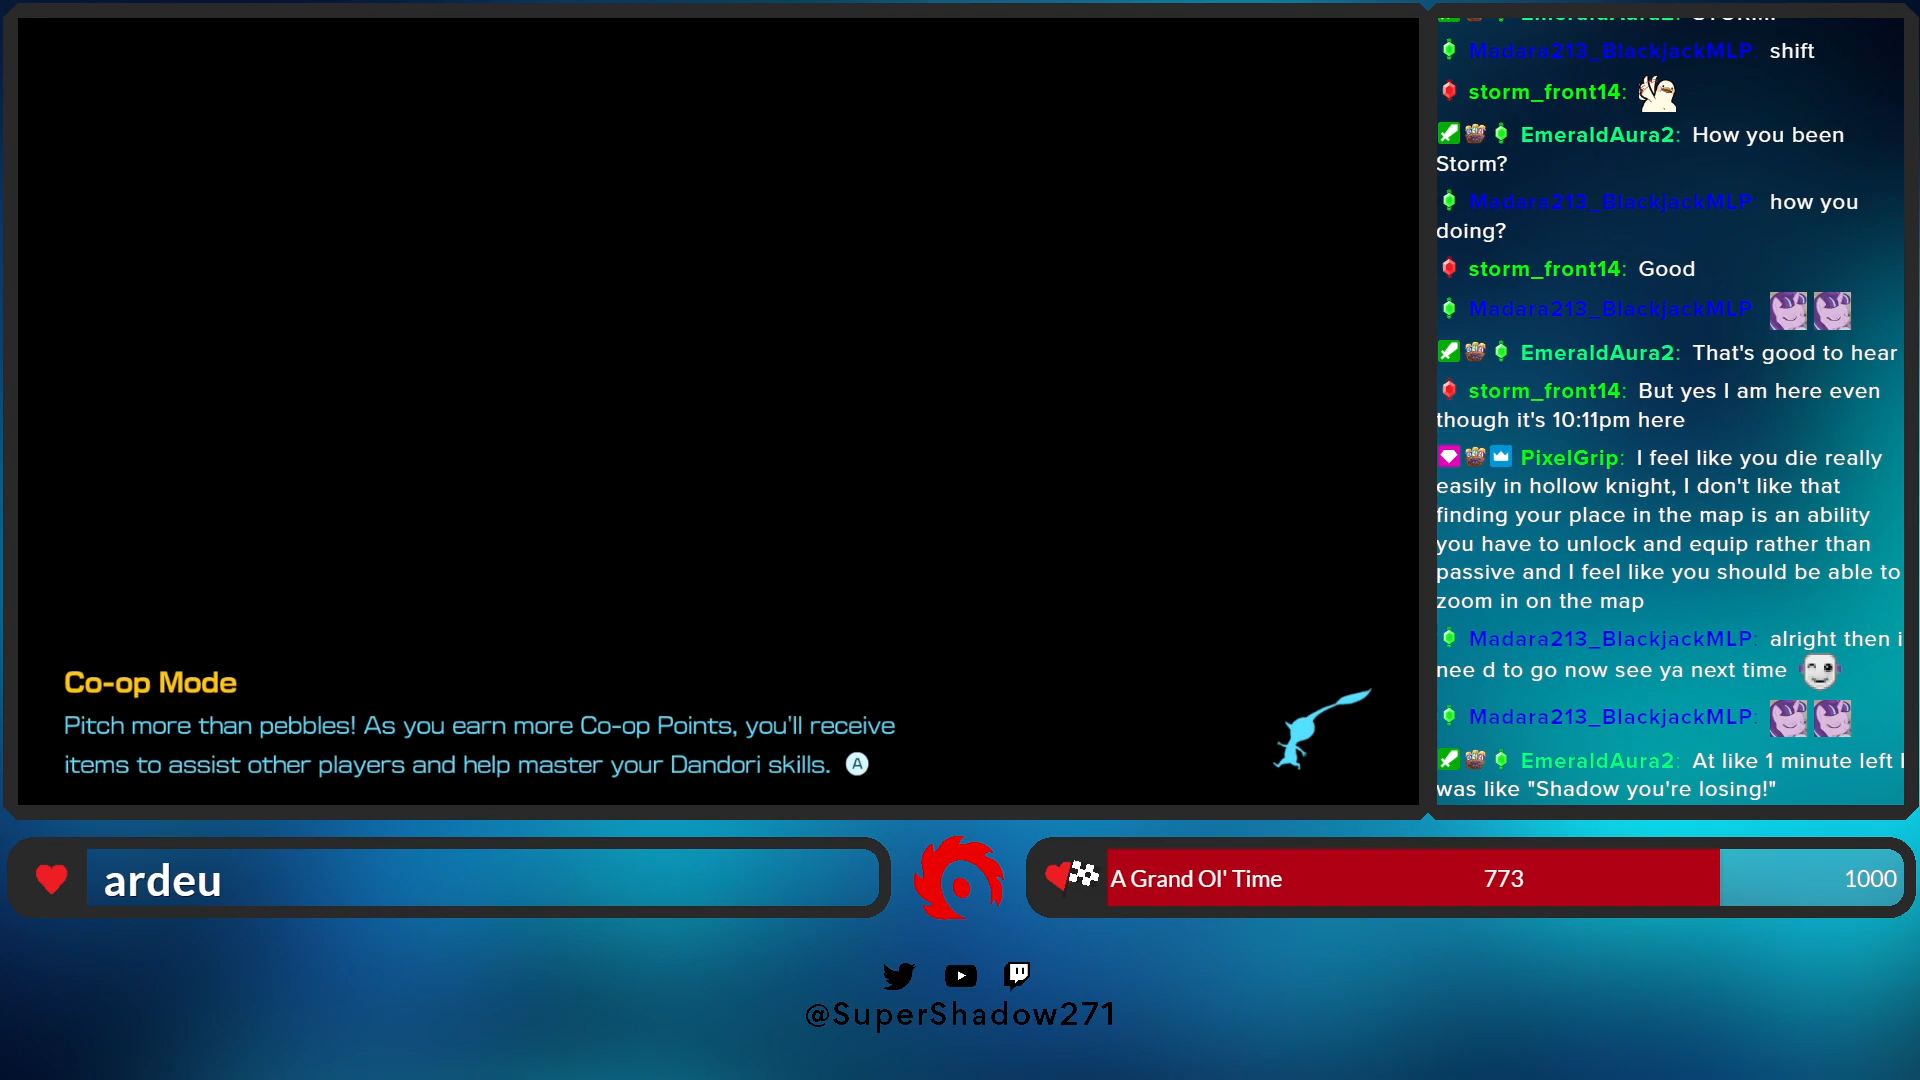 Madara213_BlackjackMLP: shift
storm_front14:
EmeraldAura2: How you been
Storm?
Madara213_BlackjackMLP: how you
doing?
storm_front14: Good
Madara213_BlackjackMLP:
EmeraldAura2: That's good to hear
storm_front14: But yes I am here even
though it's 10:11pm here
PixelGrip: I feel like you die really
easily in hollow knight, I don't like that
finding your place in the map is an ability
you have to unlock and equip rather than
passive and I feel like you should be able to
zoom in on the map
Madara213_BlackjackMLP: alright then i
nee d to go now see ya next time
Madara213_BlackjackMLP:
EmeraldAura2: At like 1 minute left I
was like "Shadow you're losing!"
Co-op Mode
Pitch more than pebbles! As you earn more Co-op Points, you'll receive
items to assist other players and help master your Dandori skills. A
ardeu
A Grand Ol' Time 773 1000
@SuperShadow271